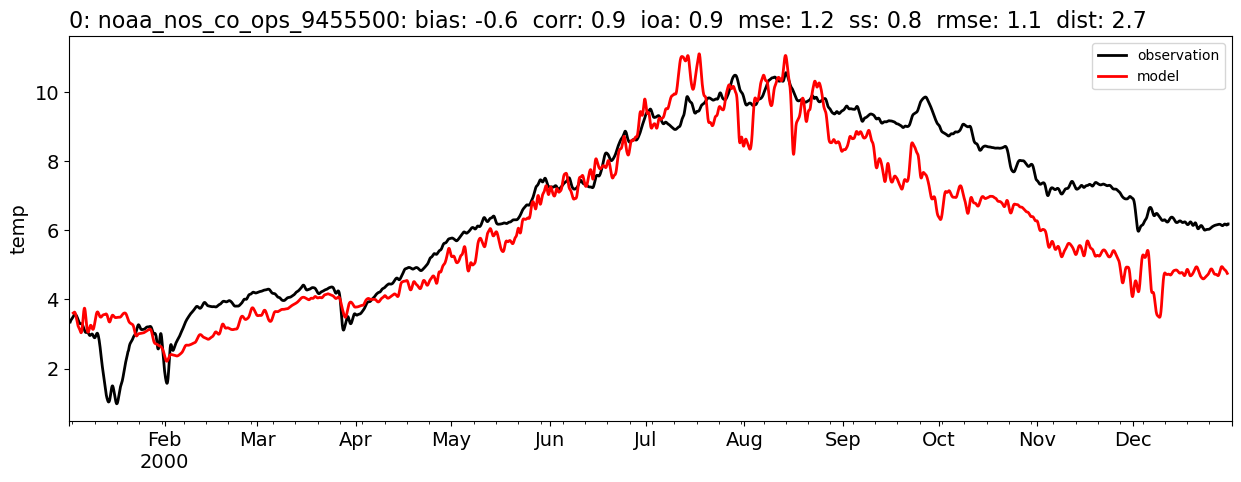 0: noaa_nos_co_ops_9455500: bias: -0.6  corr: 0.9  ioa: 0.9  mse: 1.2  ss: 0.8  rmse: 1.1  dist: 2.7
observation
model
10
8
6
4
2
temp
Feb Mar Apr May Jun Jul Aug Sep Oct Nov Dec
2000